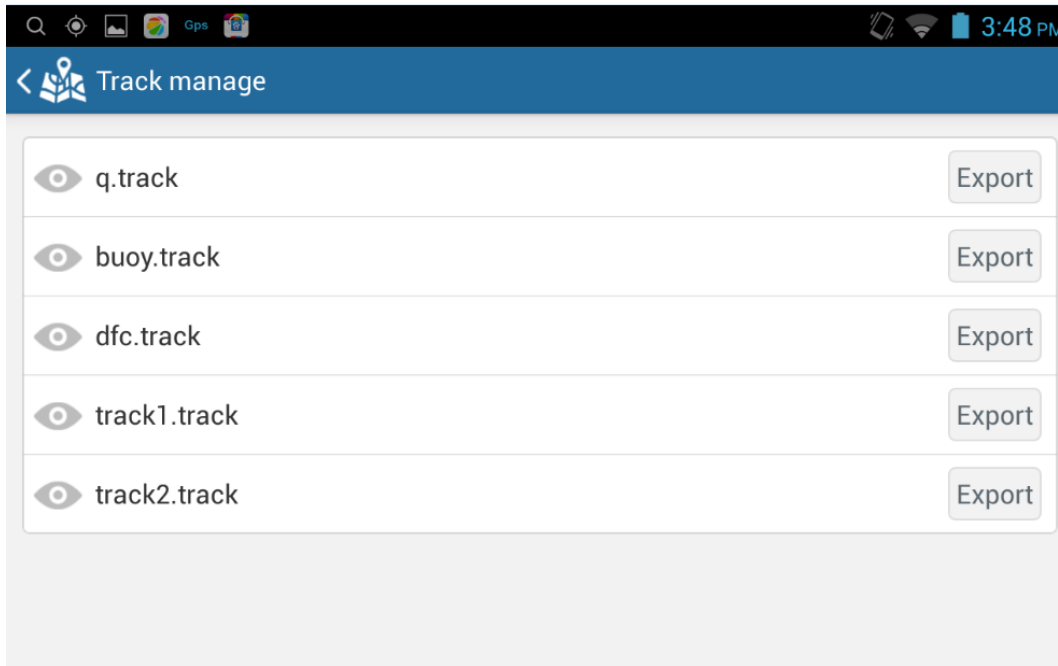 Gps 3:48 PM
Track manage
q.track Export
buoy.track Export
dfc.track Export
track1.track Export
track2.track Export